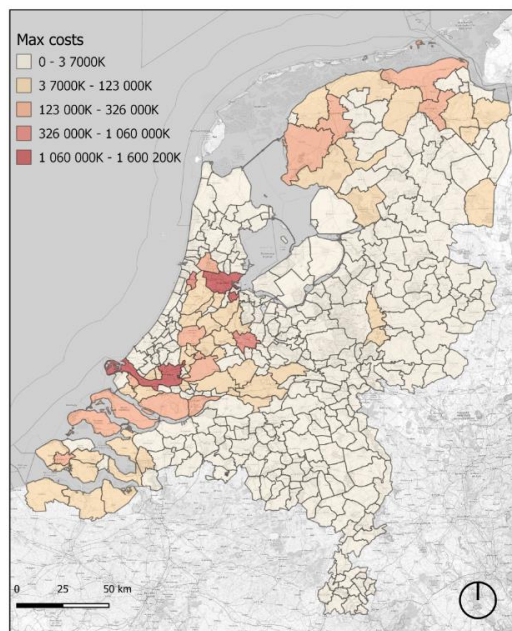 Max costs
0 - 3 7000K
3 7000K - 123 000K
123 000K - 326 000K
326 000K - 1 060 000K
1 060 000K - 1 600 200K
0 25 50 km